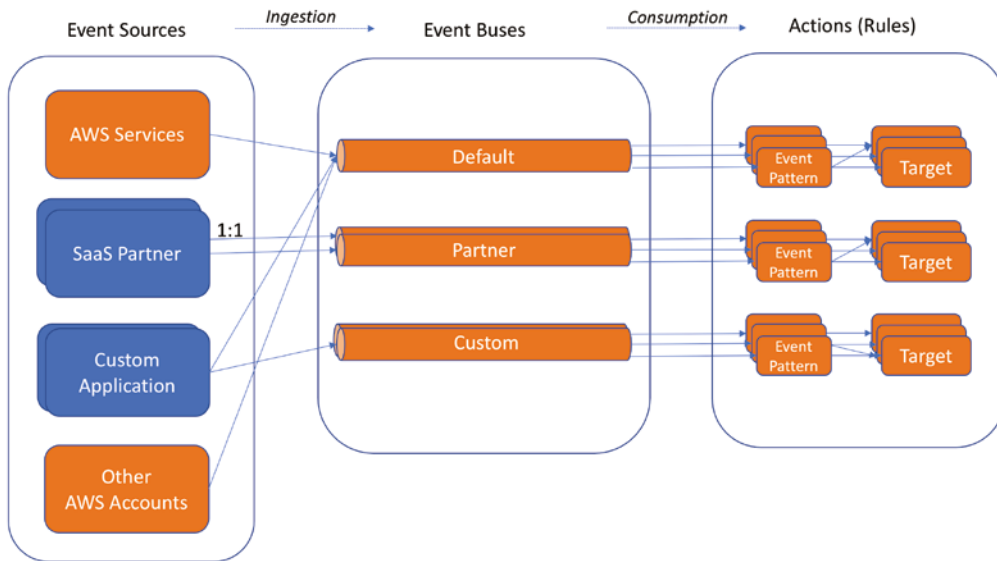 Event Sources
Ingestion
Event Buses
Consumption
Actions (Rules)
AWS Services
SaaS Partner
1:1
Custom
Application
Other
AWS Accounts
Default
Partner
Custom
Event
Pattern
Target
Event
Pattern
Target
Event
Pattern
Target